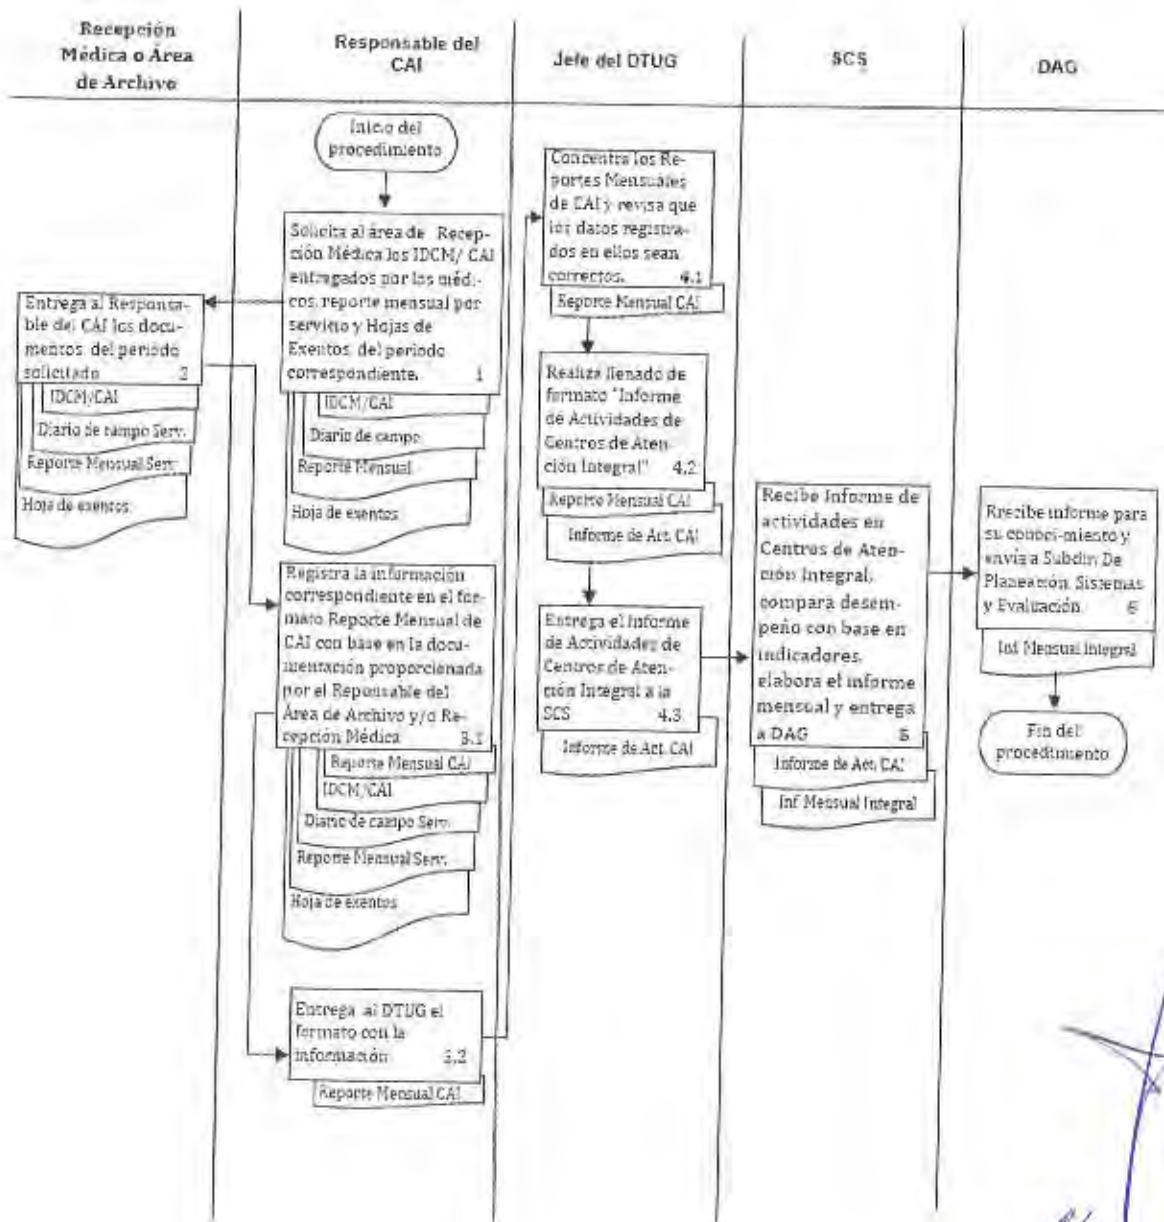 Recepción
Médica o Área
de Archivo
Responsable del
CAI
Jefe del DTUG
SCS
DAG
Inicio del
procedimiento
Solicita al área de Recep-
ción Médica los IDCM/ CAI
entregados por los médi-
cos, reporte mensual por
servicio y Hojas de
Exentos, del periodo
correspondiente. 1
IDCM/CAI
Diario de campo
Reporte Mensual
Hoja de exentos
Entrega al Responsa-
ble del CAI los docu-
mentos del periodo
solicitado 2
IDCM/CAI
Diario de campo Serv.
Reporte Mensual Serv.
Hoja de exentos
Registra la información
correspondiente en el for-
mato Reporte Mensual de
CAI con base en la docu-
mentación proporcionada
por el Reponsable del
Área de Archivo y/o Re-
cepción Médica 3.1
Reporte Mensual CAI
IDCM/CAI
Diario de campo Serv.
Reporte Mensual Serv.
Hoja de exentos
Entrega al DTUG el
formato con la
información 3.2
Reporte Mensual CAI
Concentra los Re-
portes Mensuales
de CAI y revisa que
los datos registra-
dos en ellos sean
correctos. 4.1
Reporte Mensual CAI
Realiza llenado de
formato "Informe
de Actividades de
Centros de Aten-
ción Integral" 4.2
Reporte Mensual CAI
Informe de Act. CAI
Entrega el Informe
de Actividades de
Centros de Aten-
ción Integral a la
SCS 4.3
Informe de Act. CAI
Recibe Informe de
actividades en
Centros de Aten-
ción Integral,
compara desem-
peño con base en
indicadores,
elabora el informe
mensual y entrega
a DAG 5
Informe de Act. CAI
Inf Mensual Integral
Rrecibe informe para
su conoci-miento y
envía a Subdirn De
Planeación, Sistemas
y Evaluación 6
Inf Mensual Integral
Fin del
procedimiento